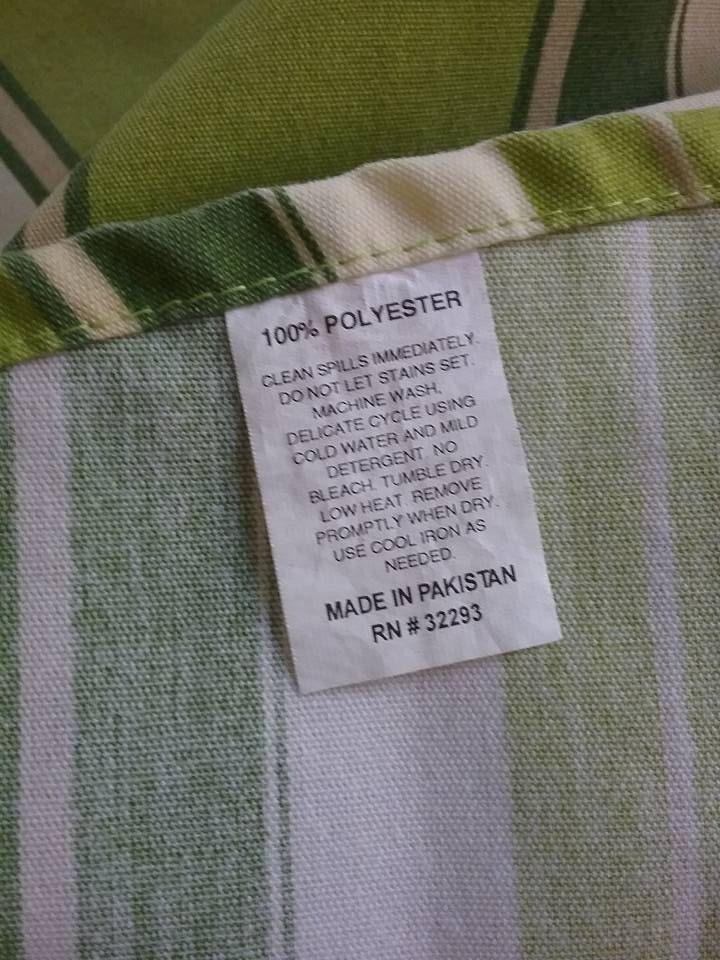 100% POLYESTER
CLEAN SPILLS IMMEDIATELY.
DO NOT LET STAINS SET.
MACHINE WASH,
DELICATE CYCLE USING
COLD WATER AND MILD
DETERGENT. NO
BLEACH. TUMBLE DRY.
LOW HEAT. REMOVE
PROMPTLY WHEN DRY.
USE COOL IRON AS
NEEDED.
MADE IN PAKISTAN
RN # 32293